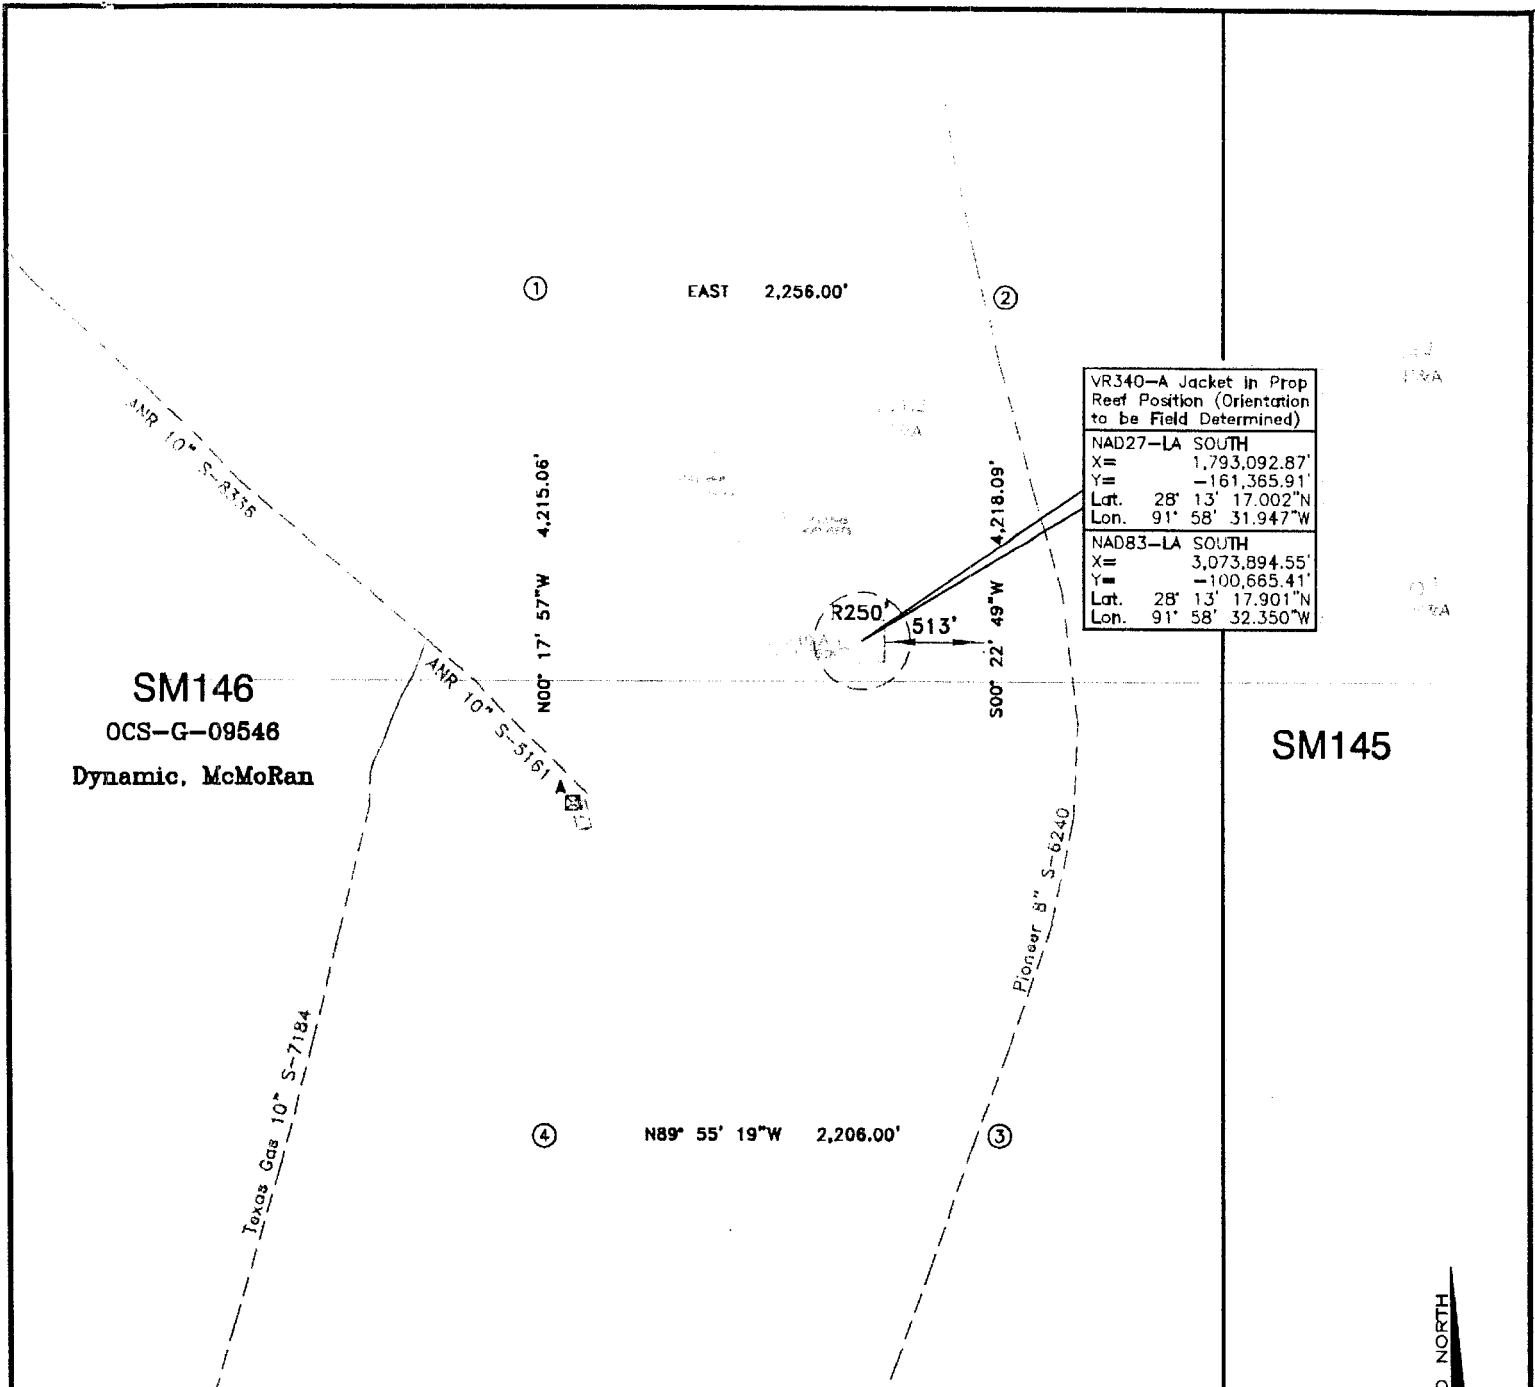 ① EAST 2,256.00' ②
ANR 10" S-8336
VR340-A Jacket in Prop
Reef Position (Orientation
to be Field Determined)
NAD27-LA SOUTH
X= 1,793,092.87'
Y= -161,365.91'
Lat. 28° 13' 17.002"N
Lon. 91° 58' 31.947"W
NAD83-LA SOUTH
X= 3,073,894.55'
Y= -100,665.41'
Lat. 28° 13' 17.901"N
Lon. 91° 58' 32.350"W
N00° 17' 57"W 4,215.06'
S00° 22' 49"W 4,218.09'
R250'
513'
SM146
OCS-G-09546
Dynamic, McMoRan
ANR 10" S-5161
A
SM145
Pioneer 8" S-6240
Texas Gas 10" S-7184
④ N89° 55' 19"W 2,206.00' ③
NORTH